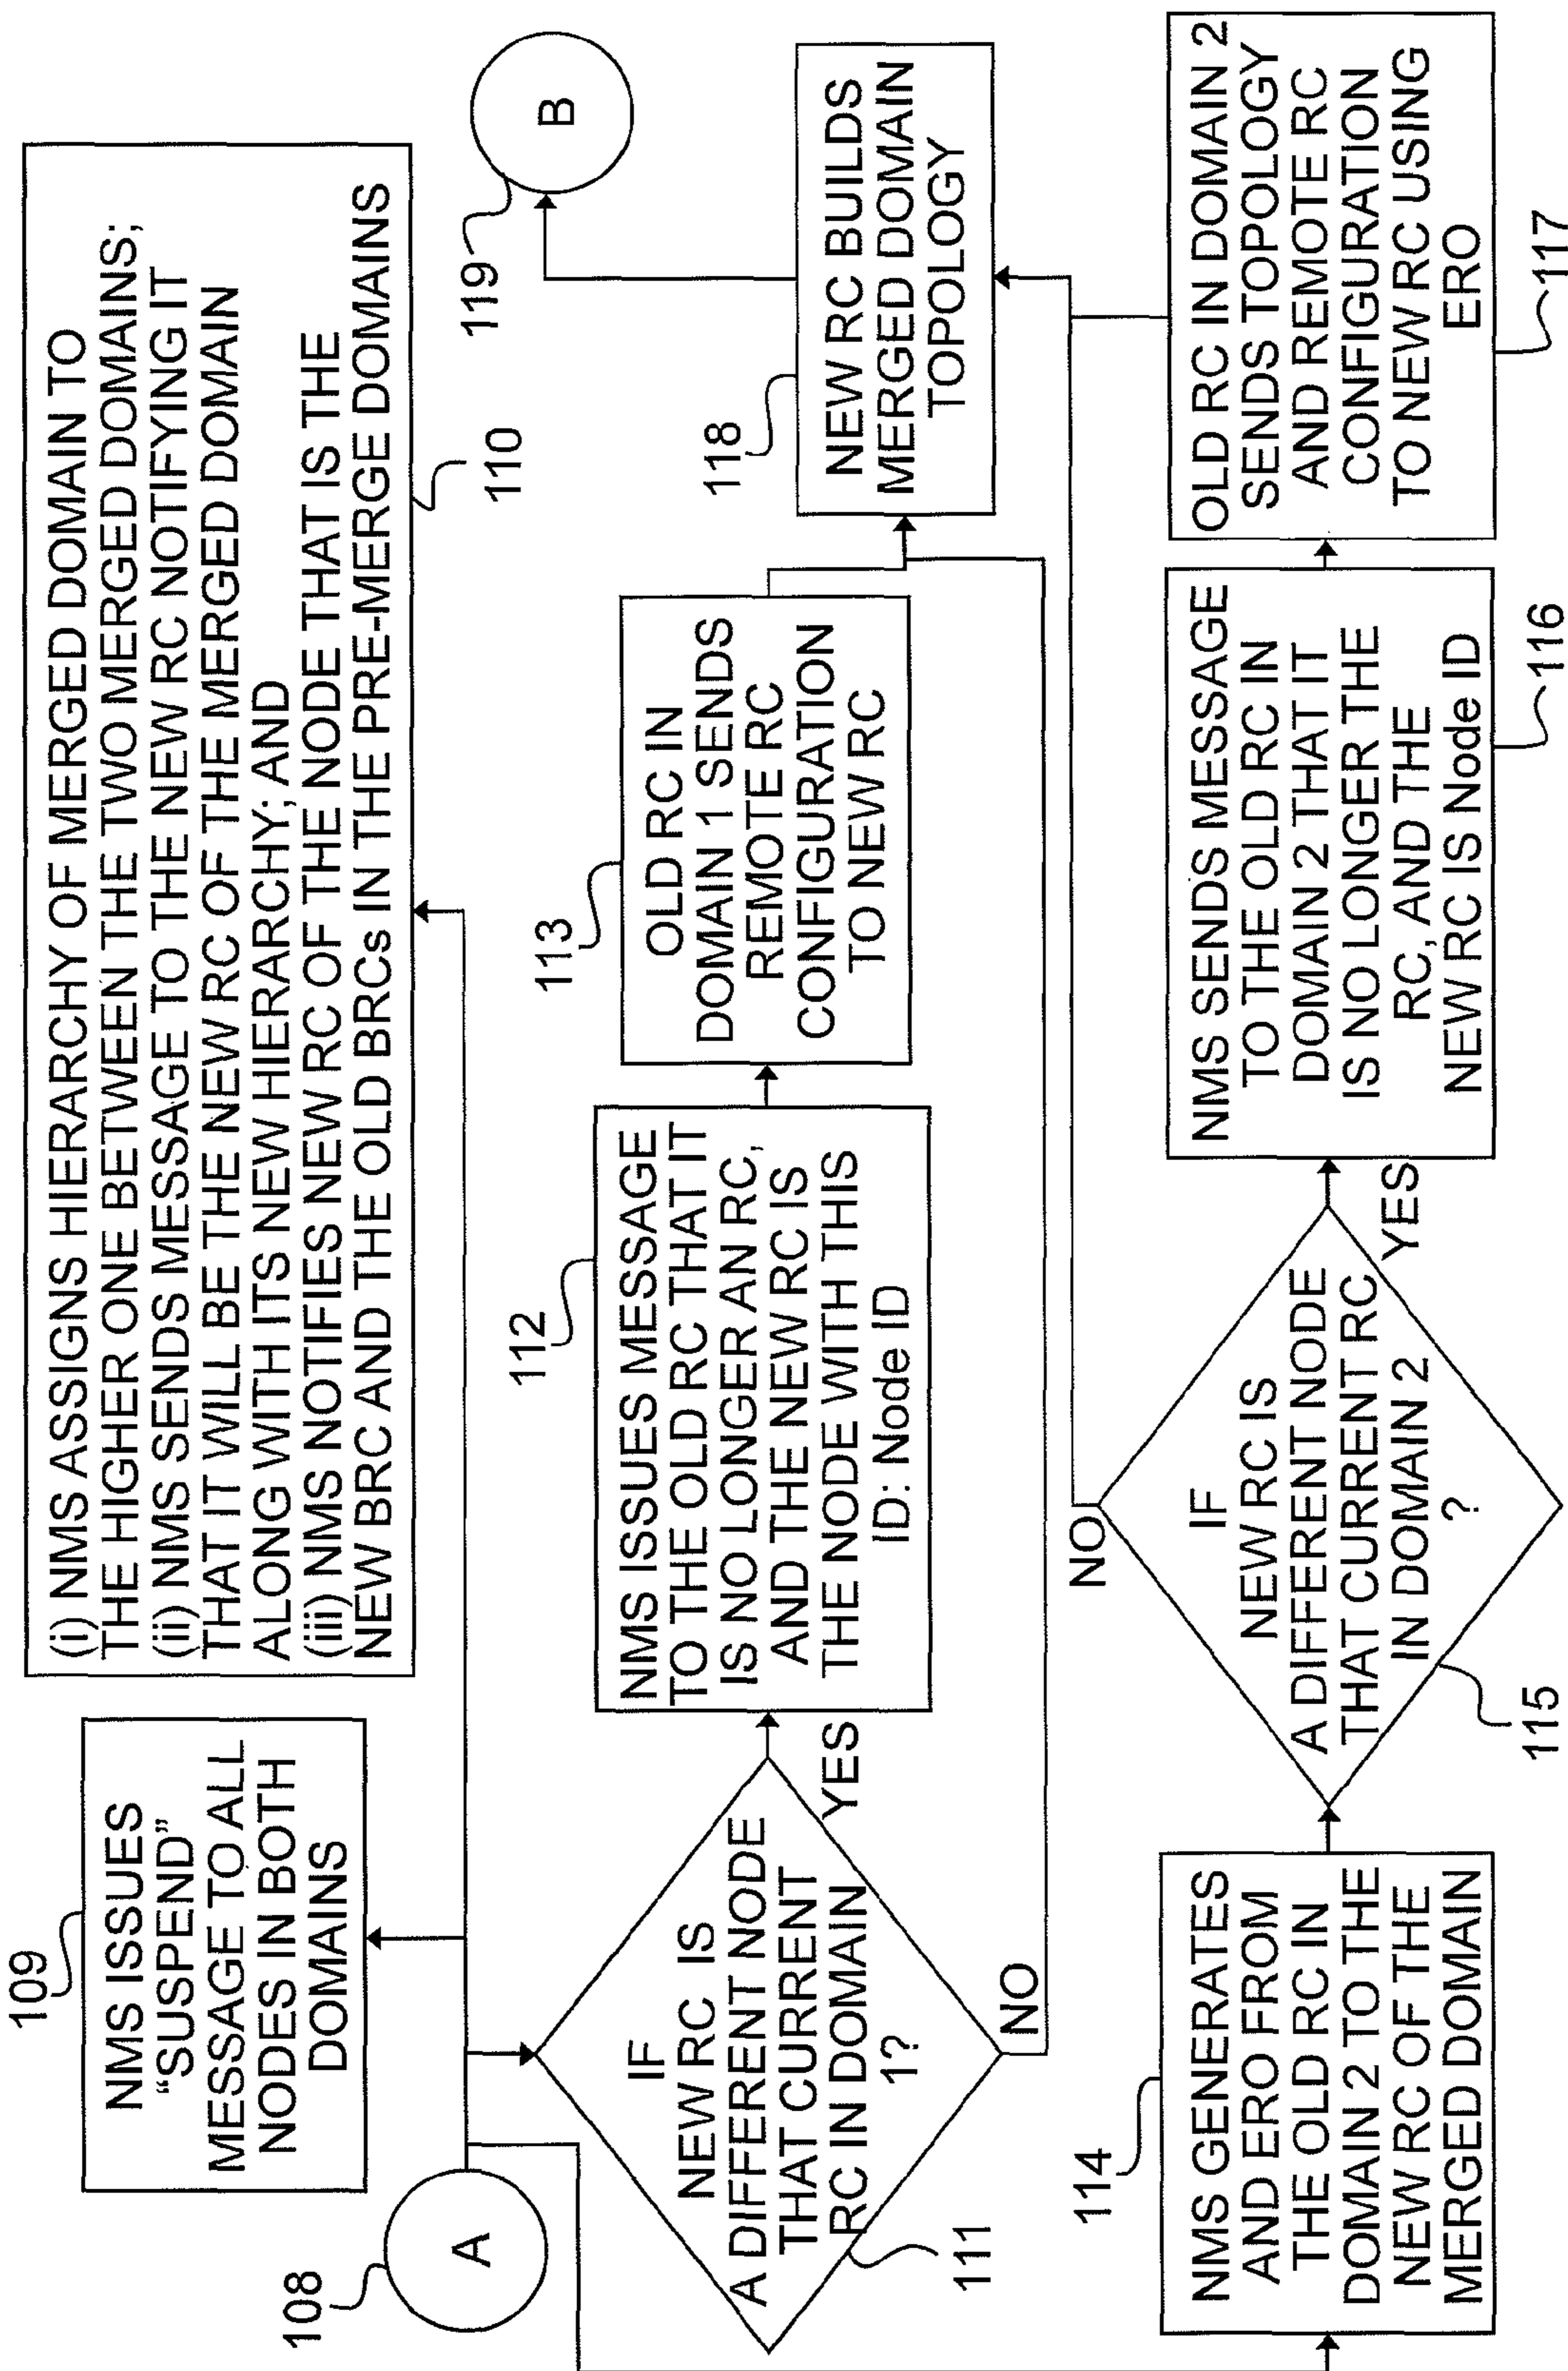 108
A
109
NMS ISSUES
“SUSPEND”
MESSAGE TO ALL
NODES IN BOTH
DOMAINS
(i) NMS ASSIGNS HIERARCHY OF MERGED DOMAIN TO
THE HIGHER ONE BETWEEN THE TWO MERGED DOMAINS;
(ii) NMS SENDS MESSAGE TO THE NEW RC NOTIFYING IT
THAT IT WILL BE THE NEW RC OF THE MERGED DOMAIN
ALONG WITH ITS NEW HIERARCHY; AND
(iii) NMS NOTIFIES NEW RC OF THE NODE THAT IS THE
NEW BRC AND THE OLD BRCs IN THE PRE-MERGE DOMAINS
110
IF
NEW RC IS
A DIFFERENT NODE
THAT CURRENT
RC IN DOMAIN
1?
111
YES
NO
112
NMS ISSUES MESSAGE
TO THE OLD RC THAT IT
IS NO LONGER AN RC,
AND THE NEW RC IS
THE NODE WITH THIS
ID: Node ID
113
OLD RC IN
DOMAIN 1 SENDS
REMOTE RC
CONFIGURATION
TO NEW RC
118
NEW RC BUILDS
MERGED DOMAIN
TOPOLOGY
119
B
114
NMS GENERATES
AND ERO FROM
THE OLD RC IN
DOMAIN 2 TO THE
NEW RC OF THE
MERGED DOMAIN
IF
NEW RC IS
A DIFFERENT NODE
THAT CURRENT RC
IN DOMAIN 2
?
115
NO
YES
NMS SENDS MESSAGE
TO THE OLD RC IN
DOMAIN 2 THAT IT
IS NO LONGER THE
RC, AND THE
NEW RC IS Node ID
116
OLD RC IN DOMAIN 2
SENDS TOPOLOGY
AND REMOTE RC
CONFIGURATION
TO NEW RC USING
ERO
117